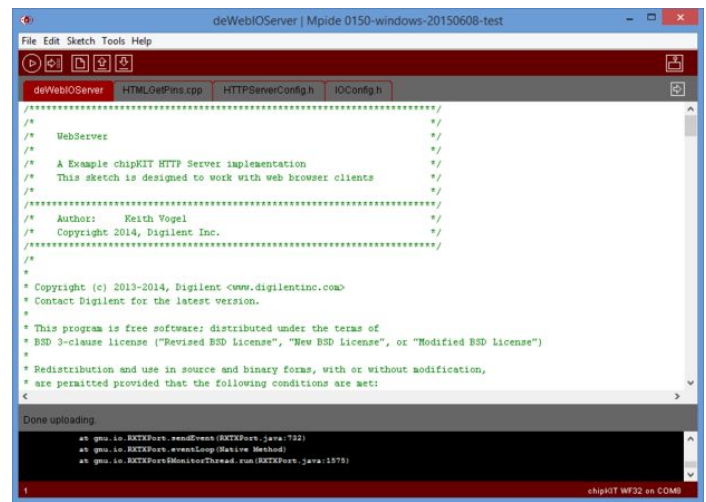 deWebIOServer | Mpide 0150-windows-20150608-test
File Edit Sketch Tools Help
deWebIOServer HTMLGetPins.cpp HTTPServerConfig.h IOConfig.h
/************************************************************************/
/* */
/* WebServer */
/* */
/* A Example chipKIT HTTP Server implementation */
/* This sketch is designed to work with web browser clients */
/* */
/************************************************************************/
/* Author: Keith Vogel */
/* Copyright 2014, Digilent Inc. */
/************************************************************************/
/*
*
* Copyright (c) 2013-2014, Digilent <www.digilentinc.com>
* Contact Digilent for the latest version.
*
* This program is free software; distributed under the terms of
* BSD 3-clause license ("Revised BSD License", "New BSD License", or "Modified BSD License")
*
* Redistribution and use in source and binary forms, with or without modification,
* are permitted provided that the following conditions are met:
Done uploading.
at gnu.io.RXTXPort.sendEvent(RXTXPort.java:732)
at gnu.io.RXTXPort.eventLoop(Native Method)
at gnu.io.RXTXPort$MonitorThread.run(RXTXPort.java:1575)
1 chipKIT WF32 on COM8